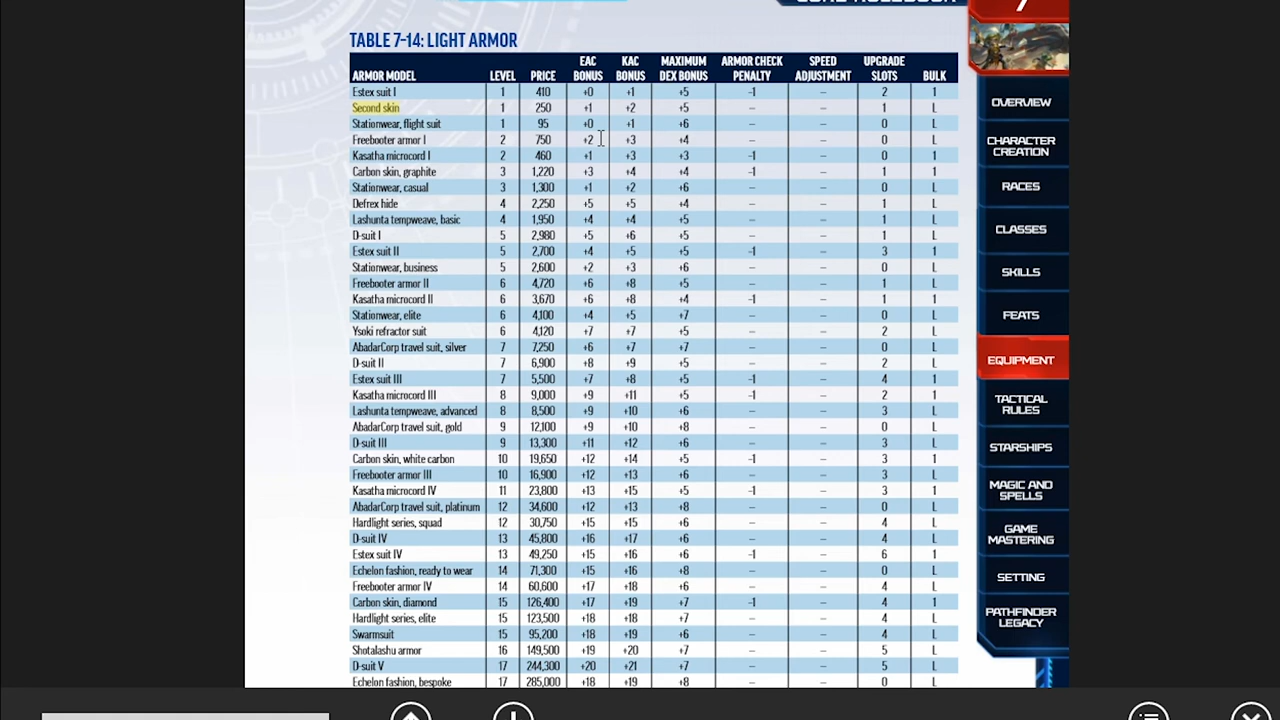 CORE RULEBOOK
7
TABLE 7-14: LIGHT ARMOR
ARMOR MODEL LEVEL PRICE EAC BONUS KAC BONUS MAXIMUM DEX BONUS ARMOR CHECK PENALTY SPEED ADJUSTMENT UPGRADE SLOTS BULK
Estex suit I 1 410 +0 +1 +5 –1 — 2 1
Second skin 1 250 +1 +2 +5 — — 1 L
Stationwear, flight suit 1 95 +0 +1 +6 — — 0 L
Freebooter armor I 2 750 +2 +3 +4 — — 0 L
Kasatha microcord I 2 460 +1 +3 +3 –1 — 0 1
Carbon skin, graphite 3 1,220 +3 +4 +4 –1 — 1 1
Stationwear, casual 3 1,300 +1 +2 +6 — — 0 L
Defrex hide 4 2,250 +5 +5 +4 — — 1 L
Lashunta tempweave, basic 4 1,950 +4 +4 +5 — — 1 L
D-suit I 5 2,980 +5 +6 +5 — — 1 L
Estex suit II 5 2,700 +4 +5 +5 –1 — 3 1
Stationwear, business 5 2,600 +2 +3 +6 — — 0 L
Freebooter armor II 6 4,720 +6 +8 +5 — — 1 L
Kasatha microcord II 6 3,670 +6 +8 +4 –1 — 1 1
Stationwear, elite 6 4,100 +4 +5 +7 — — 0 L
Ysoki refractor suit 6 4,120 +7 +7 +5 — — 2 L
AbadarCorp travel suit, silver 7 7,250 +6 +7 +7 — — 0 L
D-suit II 7 6,900 +8 +9 +5 — — 2 L
Estex suit III 7 5,500 +7 +8 +5 –1 — 4 1
Kasatha microcord III 8 9,000 +9 +11 +5 –1 — 2 1
Lashunta tempweave, advanced 8 8,500 +9 +10 +6 — — 3 L
AbadarCorp travel suit, gold 9 12,100 +9 +10 +8 — — 0 L
D-suit III 9 13,300 +11 +12 +6 — — 3 L
Carbon skin, white carbon 10 19,650 +12 +14 +5 –1 — 3 1
Freebooter armor III 10 16,900 +12 +13 +6 — — 3 L
Kasatha microcord IV 11 23,800 +13 +15 +5 –1 — 3 1
AbadarCorp travel suit, platinum 12 34,600 +12 +13 +8 — — 0 L
Hardlight series, squad 12 30,750 +15 +15 +6 — — 4 L
D-suit IV 13 45,800 +16 +17 +6 — — 4 L
Estex suit IV 13 49,250 +15 +16 +6 –1 — 6 1
Echelon fashion, ready to wear 14 71,300 +15 +16 +8 — — 0 L
Freebooter armor IV 14 60,600 +17 +18 +6 — — 4 L
Carbon skin, diamond 15 126,400 +17 +19 +7 –1 — 4 1
Hardlight series, elite 15 123,500 +18 +18 +7 — — 4 L
Swarmsuit 15 95,200 +18 +19 +6 — — 4 L
Shotalashu armor 16 149,500 +19 +20 +7 — — 5 L
D-suit V 17 244,300 +20 +21 +7 — — 5 L
Echelon fashion, bespoke 17 285,000 +18 +19 +8 — — 0 L
OVERVIEW
CHARACTER
CREATION
RACES
CLASSES
SKILLS
FEATS
EQUIPMENT
TACTICAL
RULES
STARSHIPS
MAGIC AND
SPELLS
GAME
MASTERING
SETTING
PATHFINDER
LEGACY